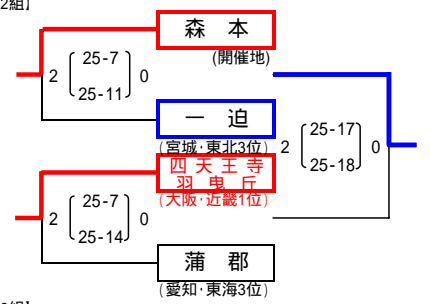 2組】
森 本
(開催地)
25-7
2 0
25-11
一 迫
(宮城･東北3位)
25-17
2 0
25-18
四 天 王 寺
羽 曳 丘
(大阪･近畿1位)
25-7
2 0
25-14
蒲 郡
(愛知･東海3位)